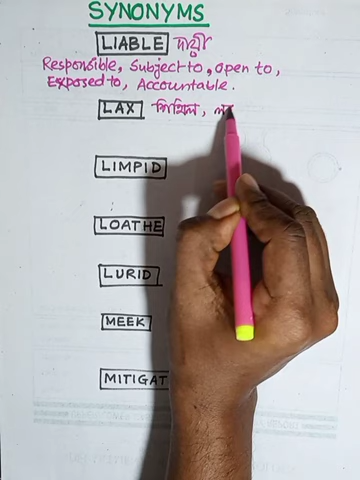 SYNONYMS
LIABLE দায়ী
Responsible, Subject to, open to,
Exposed to, Accountable.
LAX শিথিল,
LIMPID
LOATHE
LURID
MEEK
MITIGAT